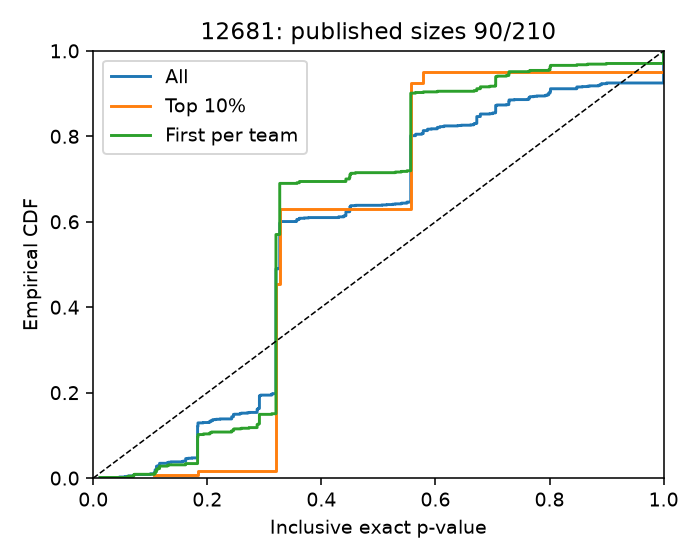 12681: published sizes 90/210
All
Top 10%
First per team
Empirical CDF
1.0
0.8
0.6
0.4
0.2
0.0
0.0 0.2 0.4 0.6 0.8 1.0
Inclusive exact p-value